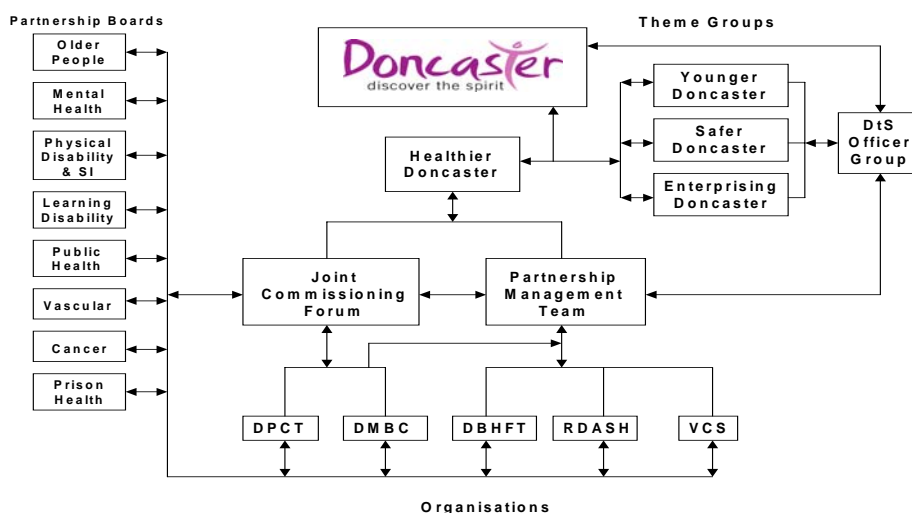 Partnership Boards
Older
People
Mental
Health
Physical
Disability
& SI
Learning
Disability
Public
Health
Vascular
Cancer
Prison
Health
Doncaster
discover the spirit
Theme Groups
Younger
Doncaster
Safer
Doncaster
Enterprising
Doncaster
DtS
Officer
Group
Healthier
Doncaster
Joint
Commissioning
Forum
Partnership
Management
Team
DPCT
DMBC
DBHFT
RDASH
VCS
Organisations